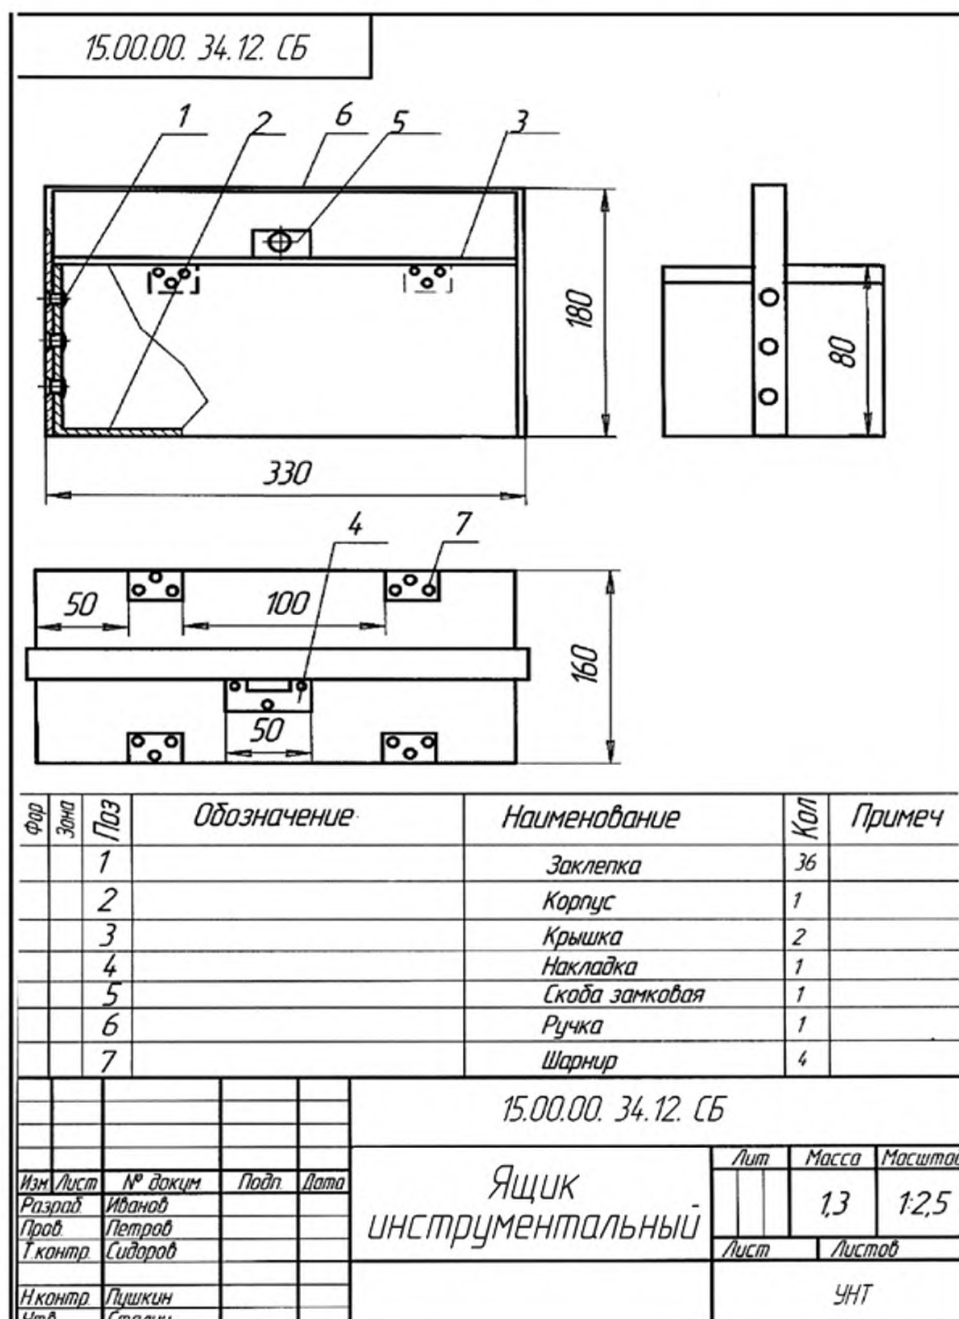 15.00.00. 34.12. СБ
1 2 6 5 3
180
80
330
4 7
50 100
160
50
Фор Зона Поз Обозначение Наименование Кол Примеч
1 Заклепка 36
2 Корпус 1
3 Крышка 2
4 Накладка 1
5 Скоба замковая 1
6 Ручка 1
7 Шарнир 4
15.00.00. 34.12. СБ
Изм Лист № докум Подп Дата
Разраб. Иванов
Пров. Петров
Т.контр. Сидоров
Н.контр. Пушкин
Ящик
инструментальный
Лит Масса Масштаб
1,3 1:2,5
Лист Листов
УНТ